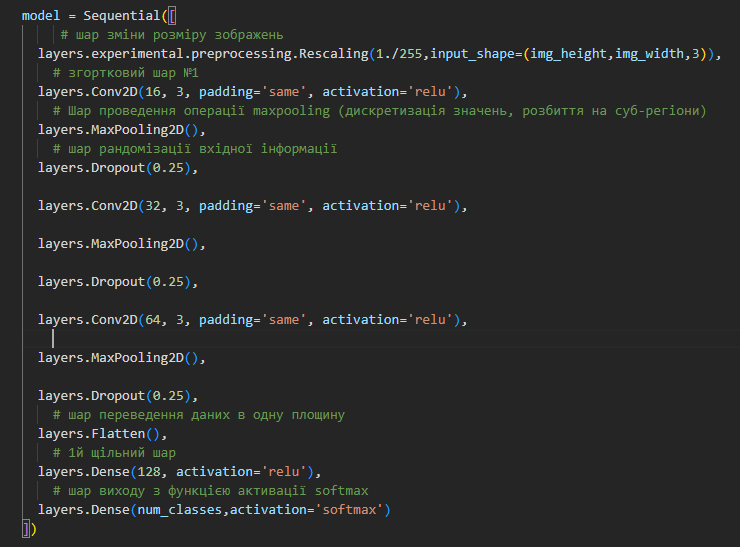 model = Sequential([
# шар зміни розміру зображень
layers.experimental.preprocessing.Rescaling(1./255,input_shape=(img_height,img_width,3)),
# згортковий шар №1
layers.Conv2D(16, 3, padding='same', activation='relu'),
# Шар проведення операції maxpooling (дискретизація значень, розбиття на суб-регіони)
layers.MaxPooling2D(),
# шар рандомізації вхідної інформації
layers.Dropout(0.25),
layers.Conv2D(32, 3, padding='same', activation='relu'),
layers.MaxPooling2D(),
layers.Dropout(0.25),
layers.Conv2D(64, 3, padding='same', activation='relu'),
layers.MaxPooling2D(),
layers.Dropout(0.25),
# шар переведення даних в одну площину
layers.Flatten(),
# 1й щільний шар
layers.Dense(128, activation='relu'),
# шар виходу з функцією активації softmax
layers.Dense(num_classes,activation='softmax')
])